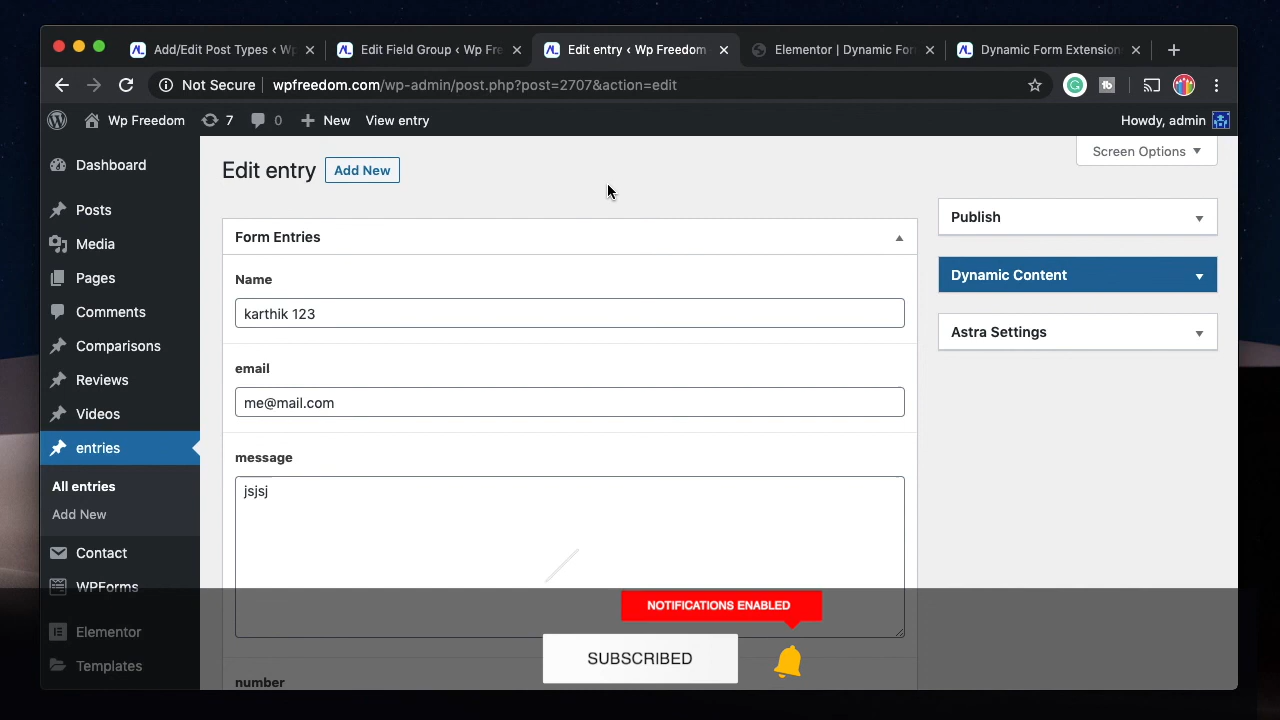 Add/Edit Post Types ‹ Wp
Edit Field Group ‹ Wp Fre
Edit entry ‹ Wp Freedom
Elementor | Dynamic For
Dynamic Form Extension
Not Secure
wpfreedom.com/wp-admin/post.php?post=2707&action=edit
Wp Freedom
7
0
New
View entry
Howdy, admin
Dashboard
Posts
Media
Pages
Comments
Comparisons
Reviews
Videos
entries
All entries
Add New
Contact
WPForms
Elementor
Templates
Screen Options
Edit entry
Add New
Form Entries
Name
karthik 123
email
me@mail.com
message
jsjsj
number
Publish
Dynamic Content
Astra Settings
NOTIFICATIONS ENABLED
SUBSCRIBED